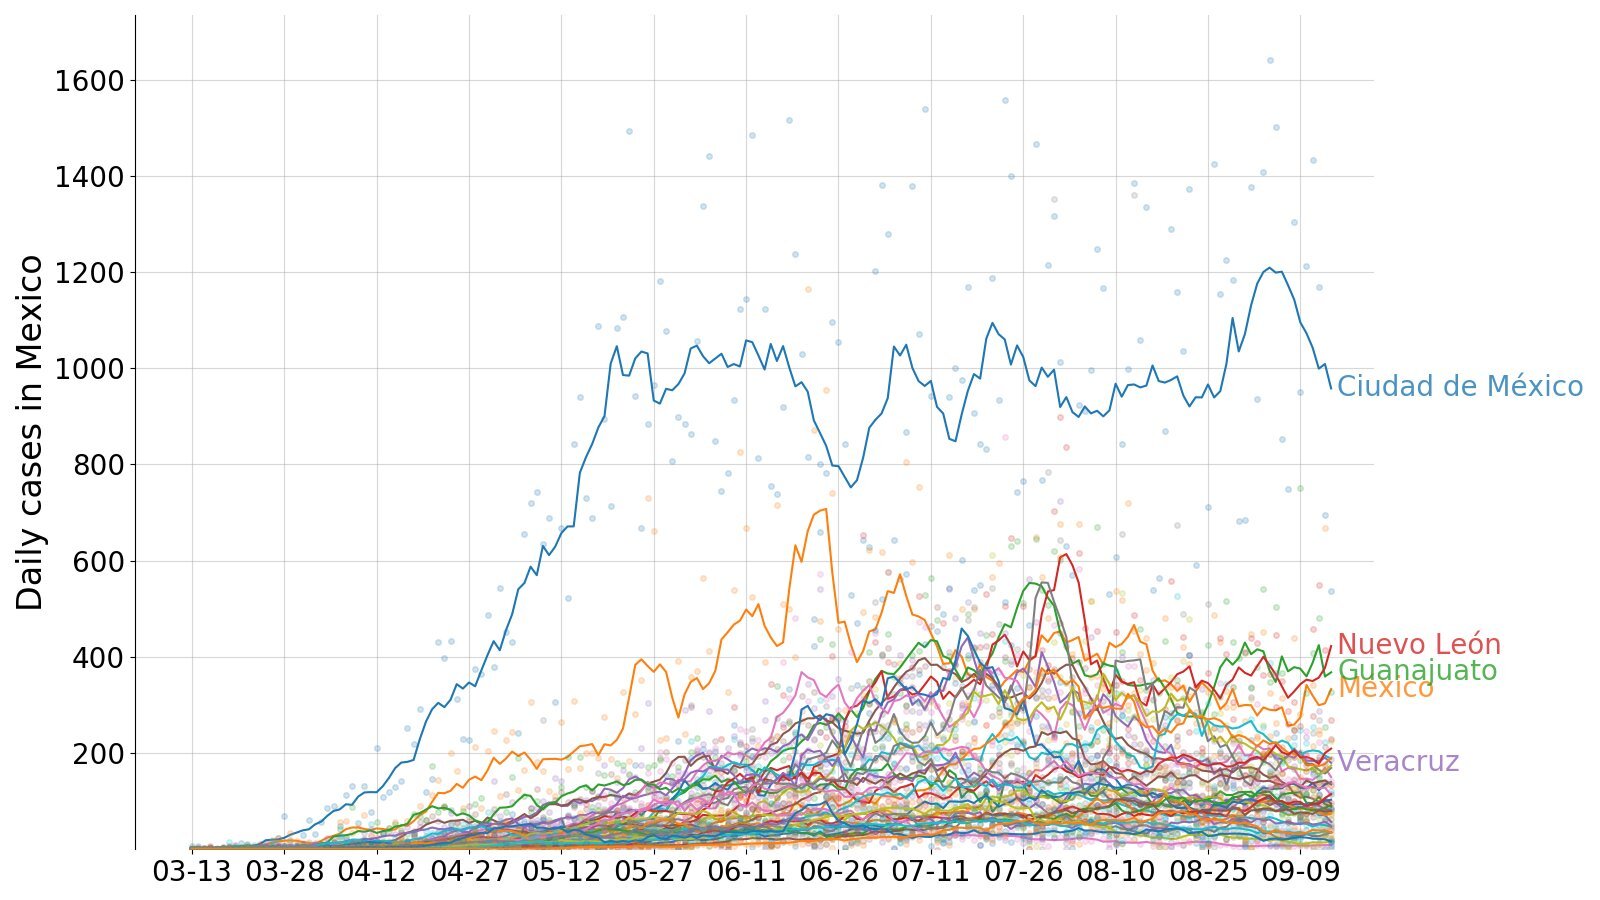 Daily cases in Mexico
1600
1400
1200
1000
800
600
400
200
Ciudad de México
Nuevo León
Guanajuato
México
Veracruz
03-13 03-28 04-12 04-27 05-12 05-27 06-11 06-26 07-11 07-26 08-10 08-25 09-09